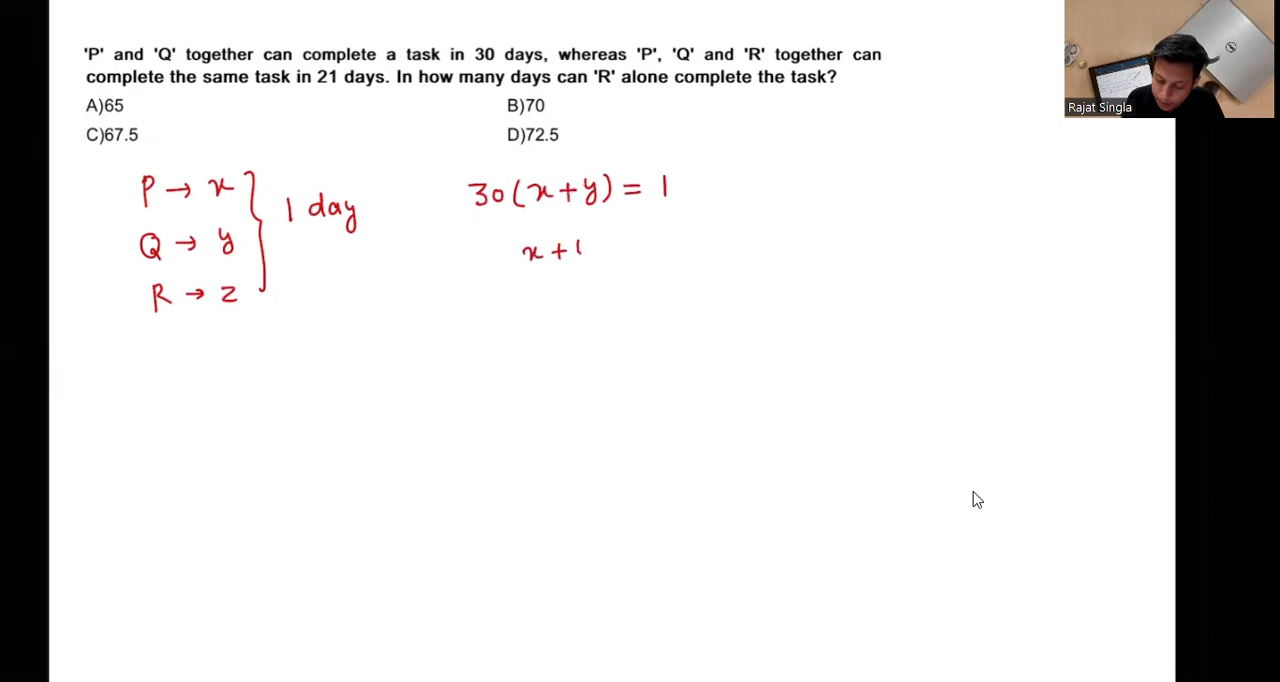 'P' and 'Q' together can complete a task in 30 days, whereas 'P', 'Q' and 'R' together can
complete the same task in 21 days. In how many days can 'R' alone complete the task?
A)65
B)70
C)67.5
D)72.5
P → x
Q → y
R → z
1 day
30(x+y) = 1
x + (
Rajat Singla